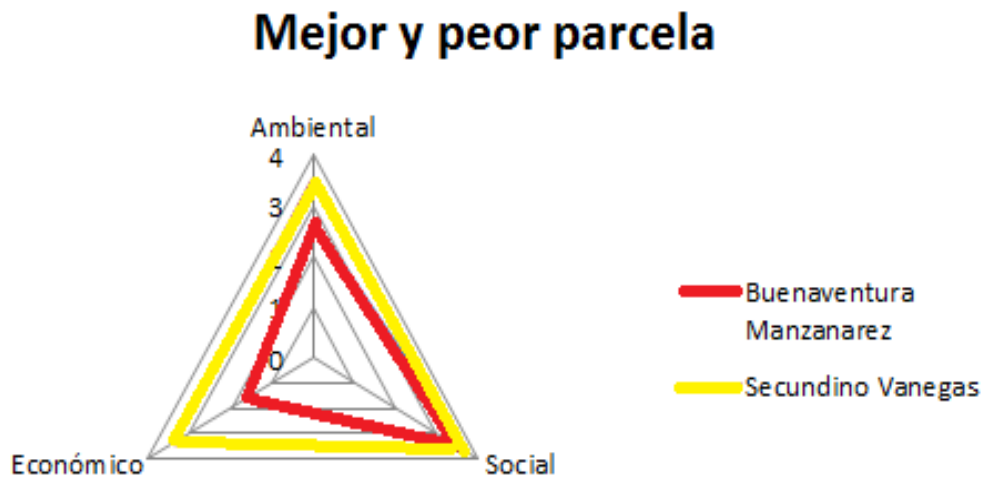 Mejor y peor parcela
Ambiental
4
3
0
Económico
Social
Buenaventura
Manzanarez
Secundino Vanegas